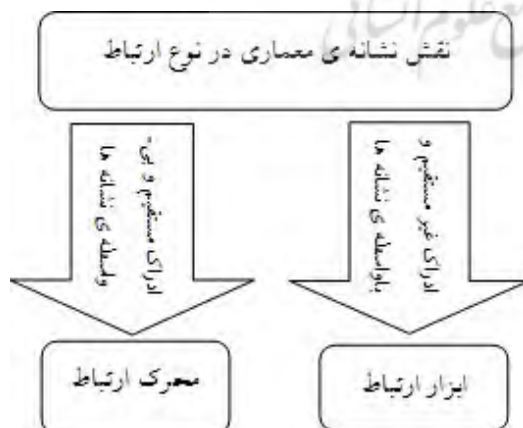 نقش نشانه ی معماری در نوع ارتباط
ادراک غیر مستقیم و
باواسطه ی نشانه ها
ادراک مستقیم و بی-
واسطه ی نشانه ها
ابزار ارتباط
محرک ارتباط